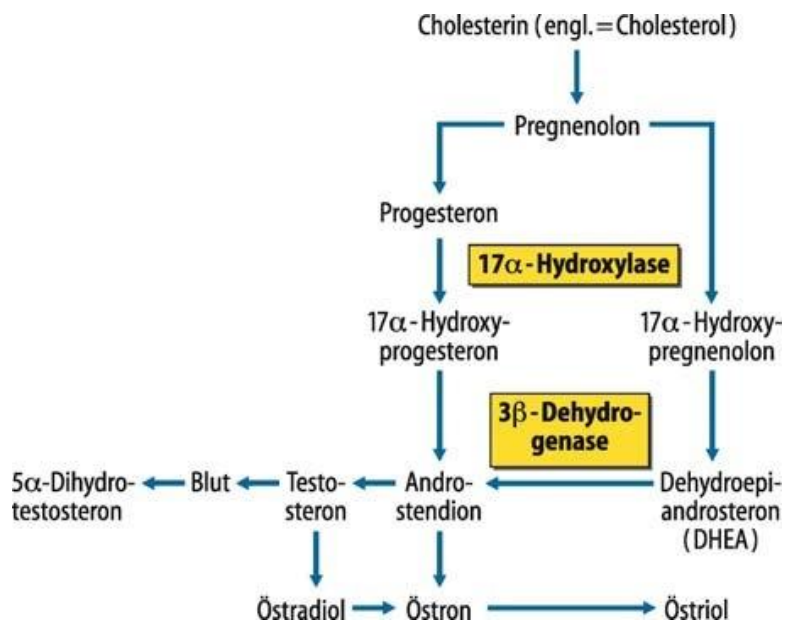 Cholesterin (engl.=Cholesterol)
Pregnenolon
Progesteron
17α-Hydroxylase
17α-Hydroxy-
progesteron
17α-Hydroxy-
pregnenolon
3β-Dehydro-
genase
5α-Dihydro-
testosteron
Blut
Testo-
steron
Andro-
stendion
Dehydroepi-
androsteron
(DHEA)
Östradiol
Östron
Östriol